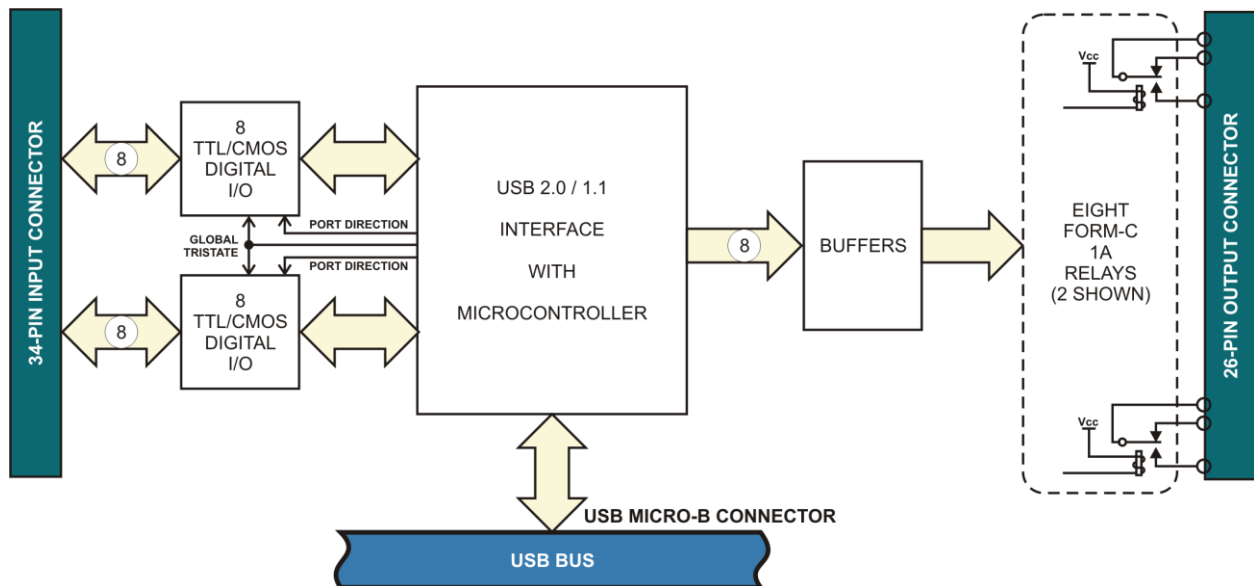 34-PIN INPUT CONNECTOR
8
8
TTL/CMOS
DIGITAL
I/O
GLOBAL
TRISTATE
PORT DIRECTION
PORT DIRECTION
8
8
TTL/CMOS
DIGITAL
I/O
USB 2.0 / 1.1
INTERFACE
WITH
MICROCONTROLLER
8
BUFFERS
Vcc
EIGHT
FORM-C
1A
RELAYS
(2 SHOWN)
Vcc
26-PIN OUTPUT CONNECTOR
USB MICRO-B CONNECTOR
USB BUS